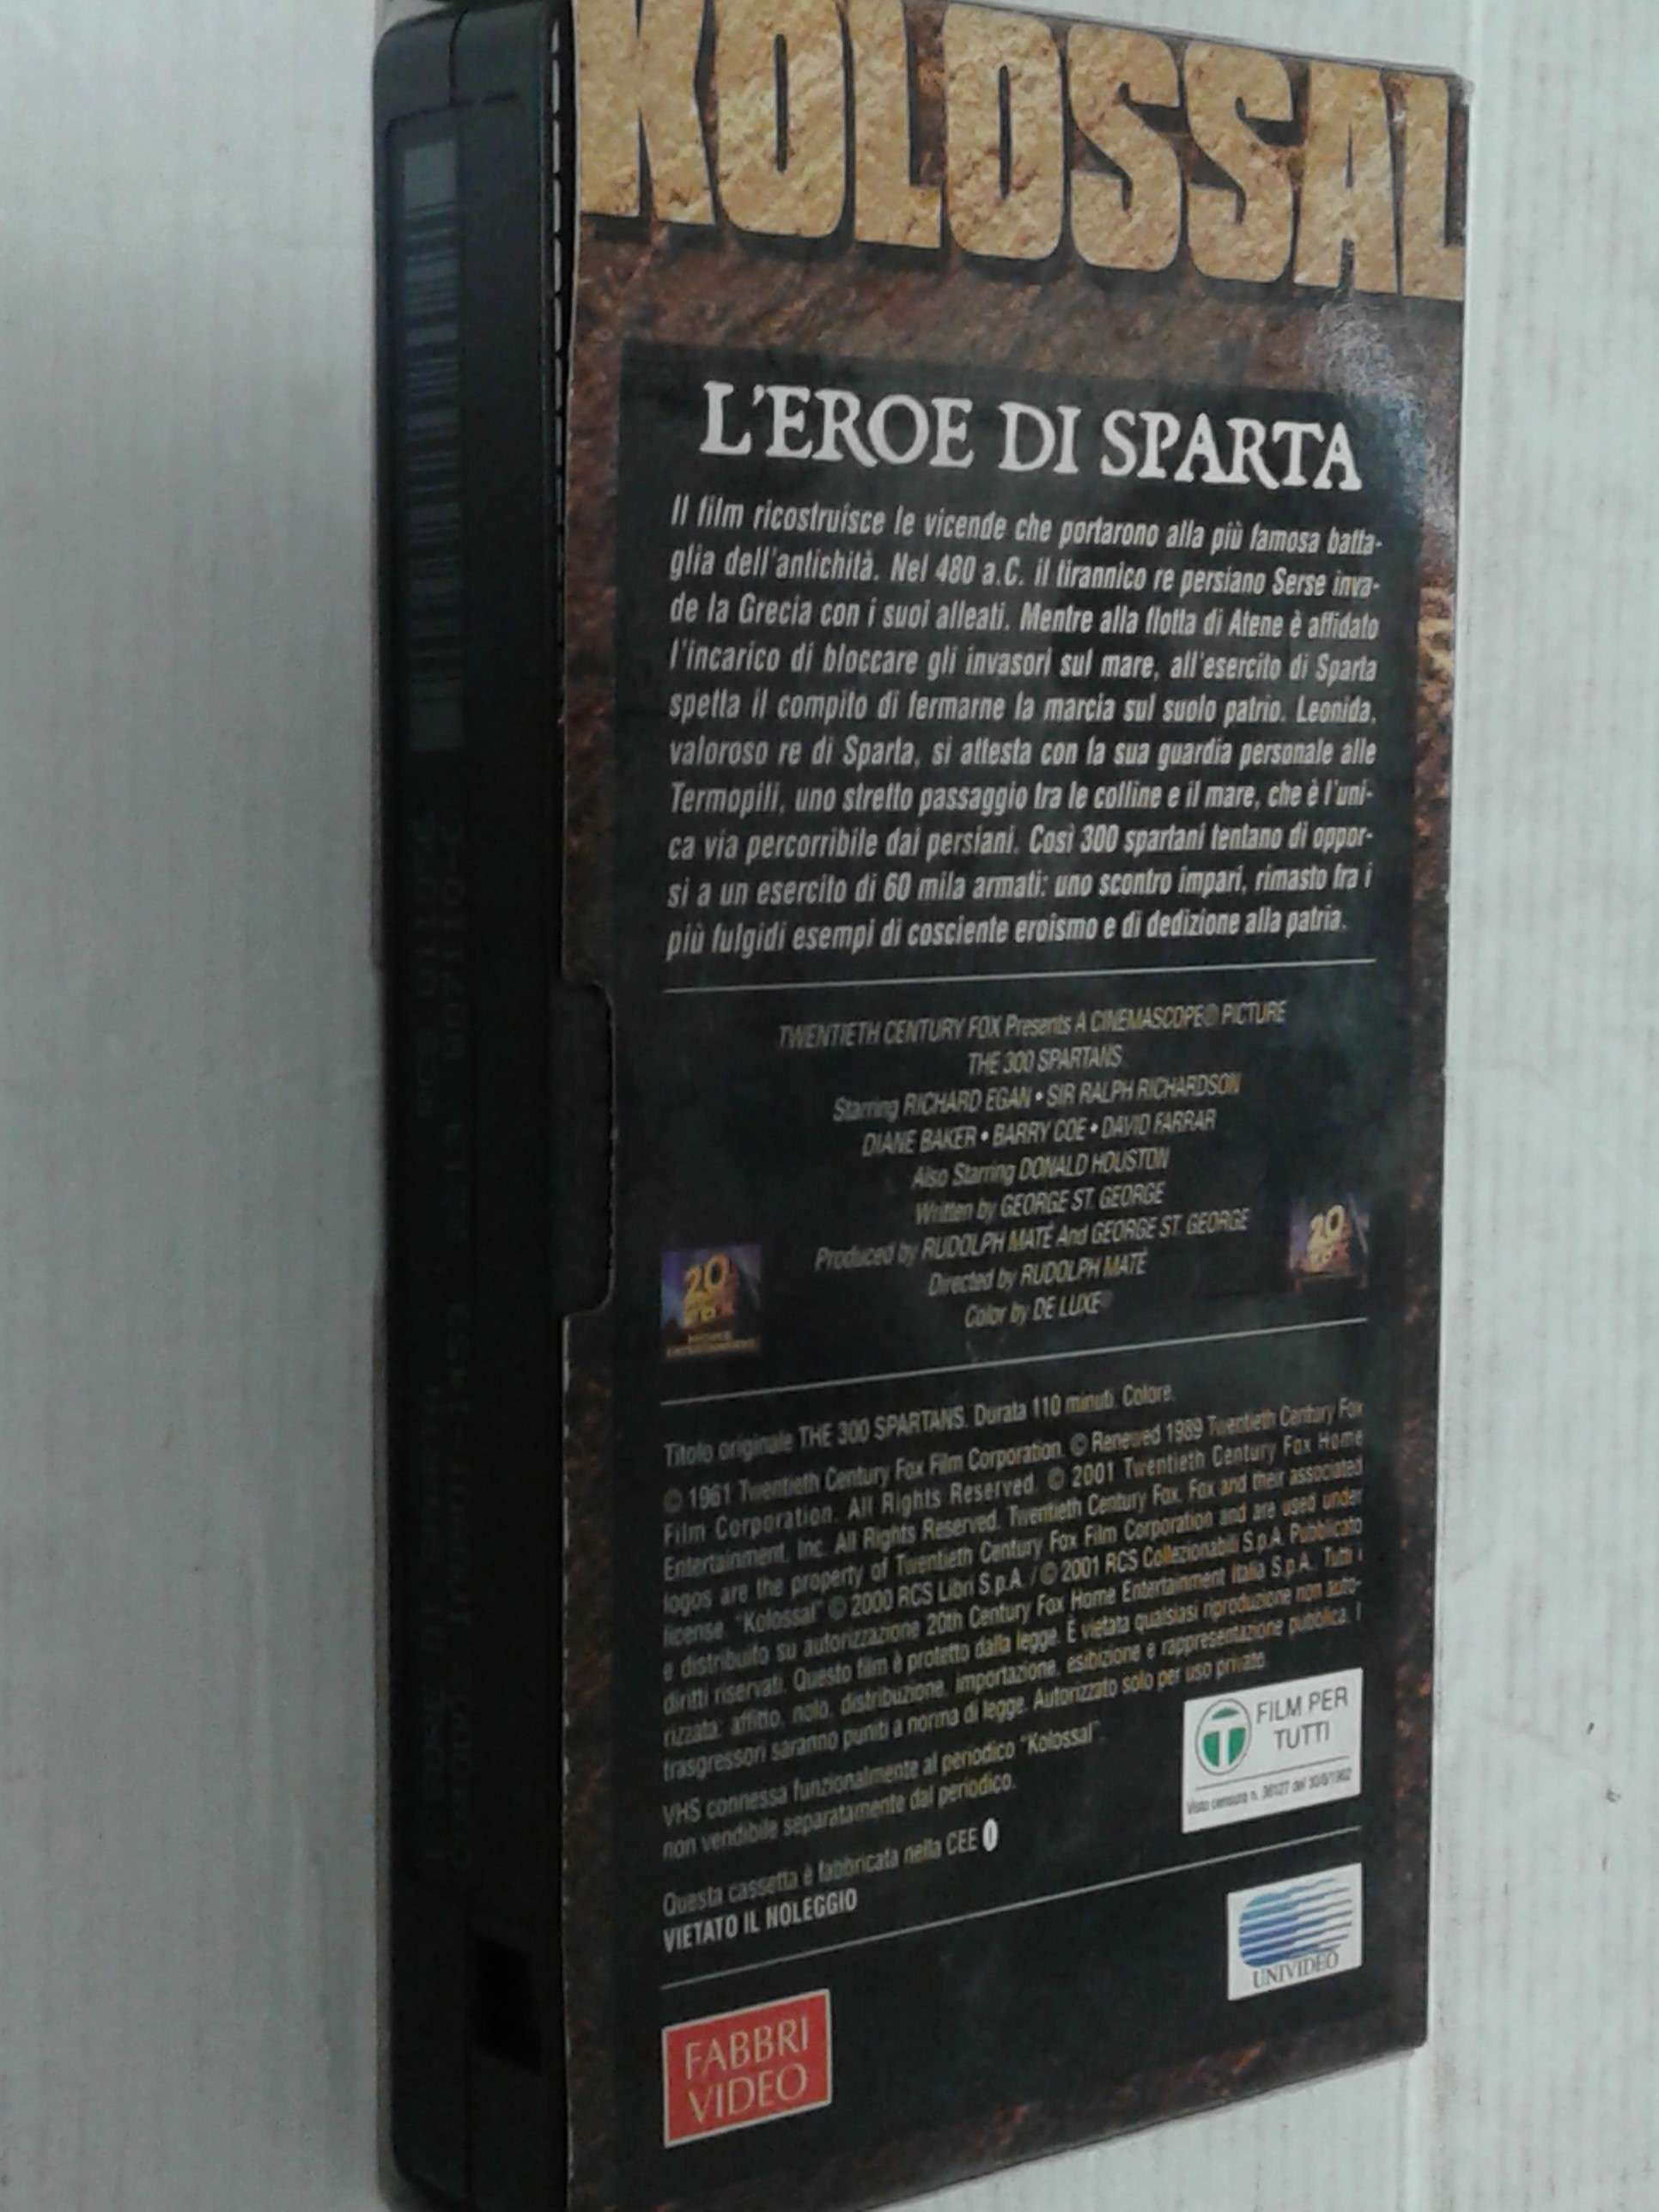 KOLOSSAL
L'EROE DI SPARTA
Il film ricostruisce le vicende che portarono alla più famosa batta-
glia dell'antichità. Nel 480 a.C. il tirannico re persiano Serse inva-
de la Grecia con i suoi alleati. Mentre alla flotta di Atene è affidato
l'incarico di bloccare gli invasori sul mare, all'esercito di Sparta
spetta il compito di fermarne la marcia sul suolo patrio. Leonida,
valoroso re di Sparta, si attesta con la sua guardia personale alle
Termopili, uno stretto passaggio tra le colline e il mare, che è l'uni-
ca via percorribile dai persiani. Così 300 spartani tentano di oppor-
si a un esercito di 60 mila armati: uno scontro impari, rimasto fra i
più fulgidi esempi di cosciente eroismo e di dedizione alla patria.
TWENTIETH CENTURY FOX Presents A CINEMASCOPE® PICTURE
THE 300 SPARTANS
Starring RICHARD EGAN • SIR RALPH RICHARDSON
DIANE BAKER • BARRY COE • DAVID FARRAR
Also Starring DONALD HOUSTON
Written by GEORGE ST. GEORGE
Produced by RUDOLPH MATÉ And GEORGE ST. GEORGE
Directed by RUDOLPH MATÉ
Color by DE LUXE®
20
FOX
HOME
ENTERTAINMENT
20
Titolo originale THE 300 SPARTANS. Durata 110 minuti. Colore.
© 1961 Twentieth Century Fox Film Corporation. © Renewed 1989 Twentieth Century Fox
Film Corporation. All Rights Reserved. © 2001 Twentieth Century Fox Home
Entertainment, Inc. All Rights Reserved. Twentieth Century Fox, Fox and their associated
logos are the property of Twentieth Century Fox Film Corporation and are used under
license. "Kolossal" © 2000 RCS Libri S.p.A. / © 2001 RCS Collezionabili S.p.A. Pubblicato
e distribuito su autorizzazione 20th Century Fox Home Entertainment Italia S.p.A. Tutti i
diritti riservati. Questo film è protetto dalla legge. È vietata qualsiasi riproduzione non auto-
rizzata: affitto, nolo, distribuzione, importazione, esibizione e rappresentazione pubblica. I
trasgressori saranno puniti a norma di legge. Autorizzato solo per uso privato.
VHS connessa funzionalmente al periodico "Kolossal",
non vendibile separatamente dal periodico.
Questa cassetta è fabbricata nella CEE
VIETATO IL NOLEGGIO
T FILM PER
TUTTI
Visto censura n.
UNIVIDEO
FABBRI
VIDEO